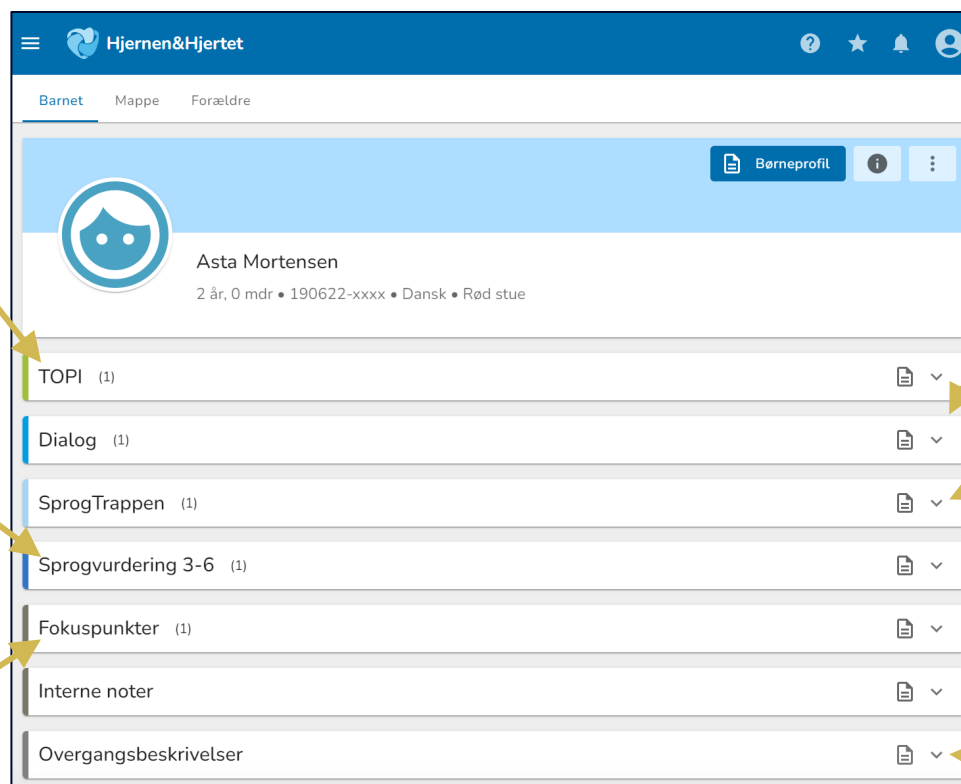 Hjernen&Hjertet
Barnet Mappe Forældre
Børneprofil
Asta Mortensen
2 år, 0 mdr • 190622-xxxx • Dansk • Rød stue
TOPI (1)
Dialog (1)
SprogTrappen (1)
Sprogvurdering 3-6 (1)
Fokuspunkter (1)
Interne noter
Overgangsbeskrivelser